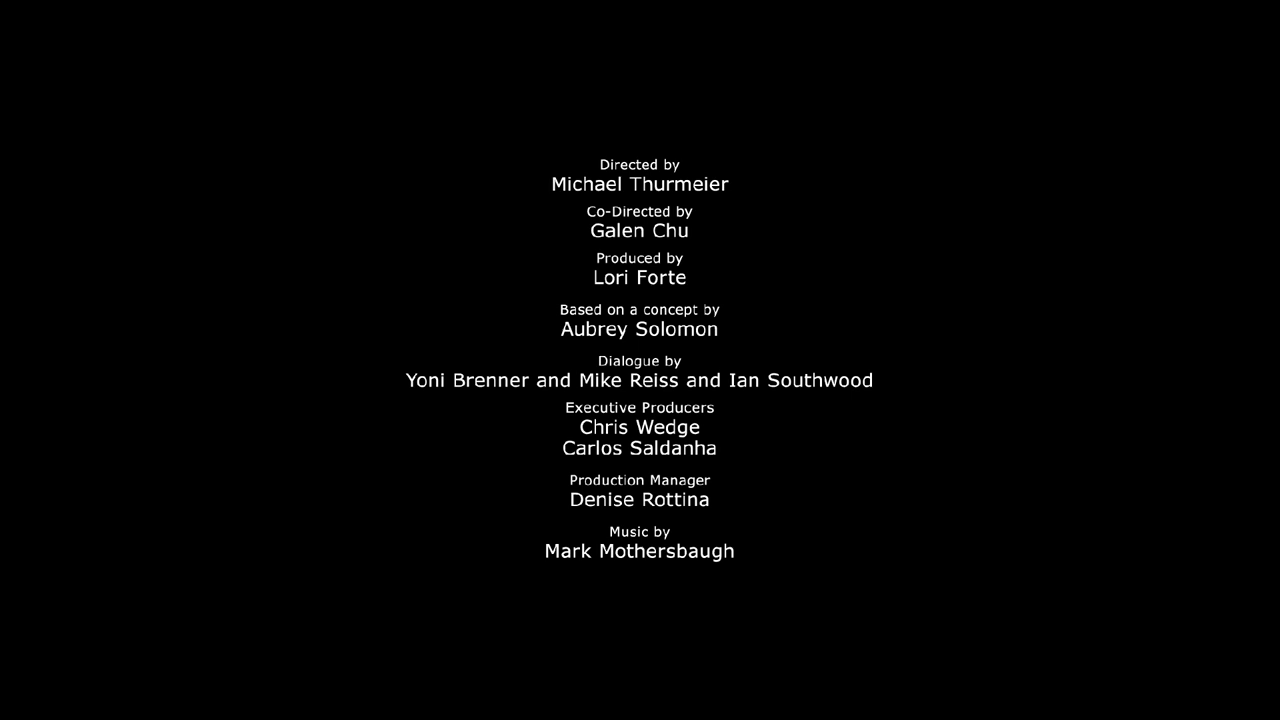 Directed by
Michael Thurmeier
Co-Directed by
Galen Chu
Produced by
Lori Forte
Based on a concept by
Aubrey Solomon
Dialogue by
Yoni Brenner and Mike Reiss and Ian Southwood
Executive Producers
Chris Wedge
Carlos Saldanha
Production Manager
Denise Rottina
Music by
Mark Mothersbaugh